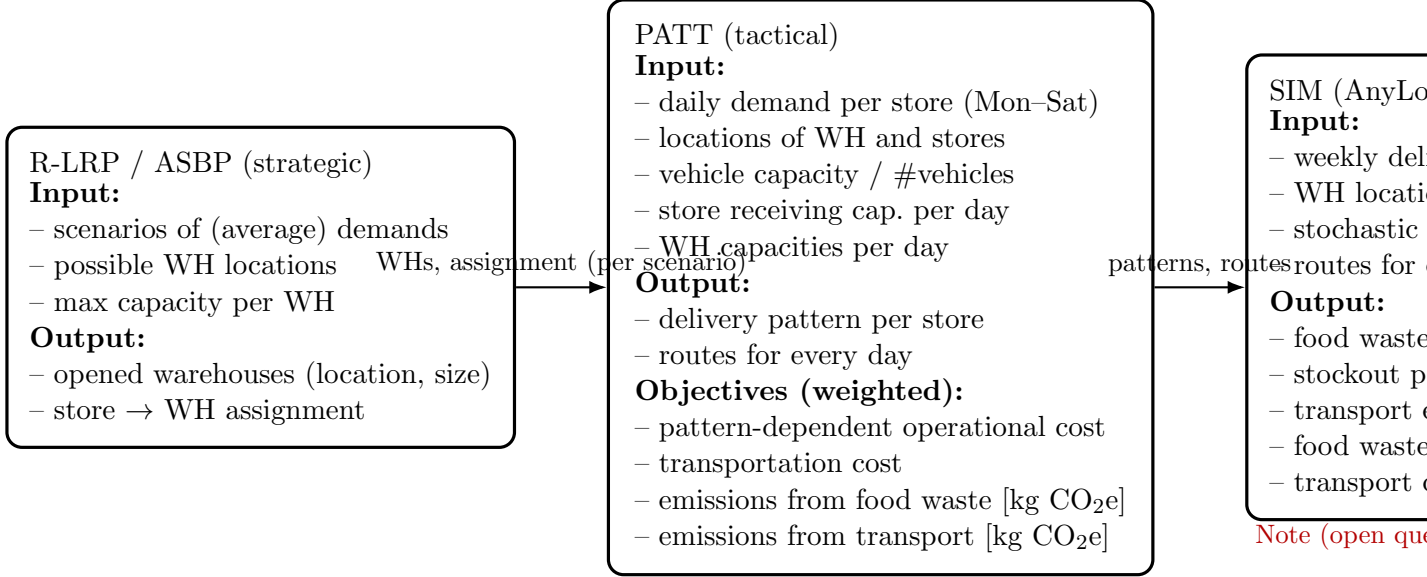 R-LRP / ASBP (strategic)
Input:
– scenarios of (average) demands
– possible WH locations
– max capacity per WH
Output:
– opened warehouses (location, size)
– store → WH assignment
WHs, assignment (per scenario)
PATT (tactical)
Input:
– daily demand per store (Mon–Sat)
– locations of WH and stores
– vehicle capacity / #vehicles
– store receiving cap. per day
– WH capacities per day
Output:
– delivery pattern per store
– routes for every day
Objectives (weighted):
– pattern-dependent operational cost
– transportation cost
– emissions from food waste [kg CO₂e]
– emissions from transport [kg CO₂e]
patterns, routes
SIM (AnyLo
Input:
– weekly deli
– WH locatio
– stochastic
– routes for
Output:
– food waste
– stockout p
– transport e
– food waste
– transport
Note (open que